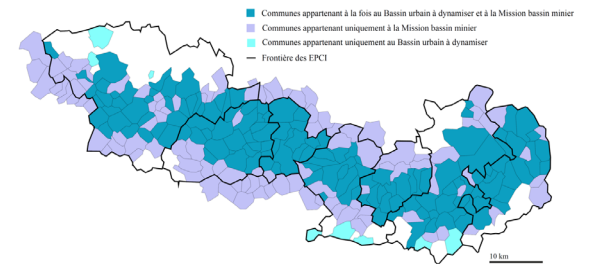 Communes appartenant à la fois au Bassin urbain à dynamiser et à la Mission bassin minier
Communes appartenant uniquement à la Mission bassin minier
Communes appartenant uniquement au Bassin urbain à dynamiser
Frontière des EPCI
10 km